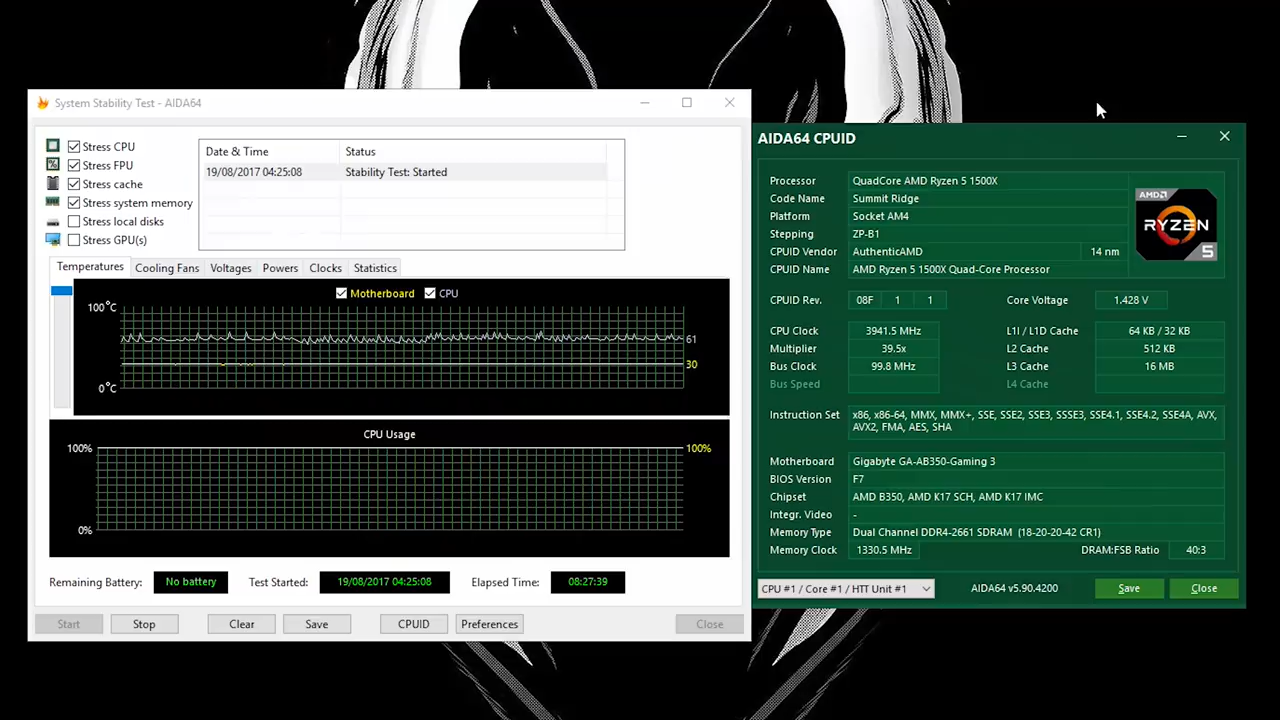 System Stability Test - AIDA64
Stress CPU
Stress FPU
Stress cache
Stress system memory
Stress local disks
Stress GPU(s)
Date & Time Status
19/08/2017 04:25:08 Stability Test: Started
Temperatures Cooling Fans Voltages Powers Clocks Statistics
Motherboard CPU
100°C
61
30
0°C
CPU Usage
100% 100%
0%
Remaining Battery: No battery Test Started: 19/08/2017 04:25:08 Elapsed Time: 08:27:39
Start Stop Clear Save CPUID Preferences Close
AIDA64 CPUID
Processor QuadCore AMD Ryzen 5 1500X
Code Name Summit Ridge
Platform Socket AM4
Stepping ZP-B1
CPUID Vendor AuthenticAMD 14 nm
CPUID Name AMD Ryzen 5 1500X Quad-Core Processor
AMD
RYZEN
5
CPUID Rev. 08F 1 1 Core Voltage 1.428 V
CPU Clock 3941.5 MHz L1I / L1D Cache 64 KB / 32 KB
Multiplier 39.5x L2 Cache 512 KB
Bus Clock 99.8 MHz L3 Cache 16 MB
Bus Speed L4 Cache
Instruction Set x86, x86-64, MMX, MMX+, SSE, SSE2, SSE3, SSSE3, SSE4.1, SSE4.2, SSE4A, AVX,
AVX2, FMA, AES, SHA
Motherboard Gigabyte GA-AB350-Gaming 3
BIOS Version F7
Chipset AMD B350, AMD K17 SCH, AMD K17 IMC
Integr. Video -
Memory Type Dual Channel DDR4-2661 SDRAM (18-20-20-42 CR1)
Memory Clock 1330.5 MHz DRAM:FSB Ratio 40:3
CPU #1 / Core #1 / HTT Unit #1 AIDA64 v5.90.4200 Save Close